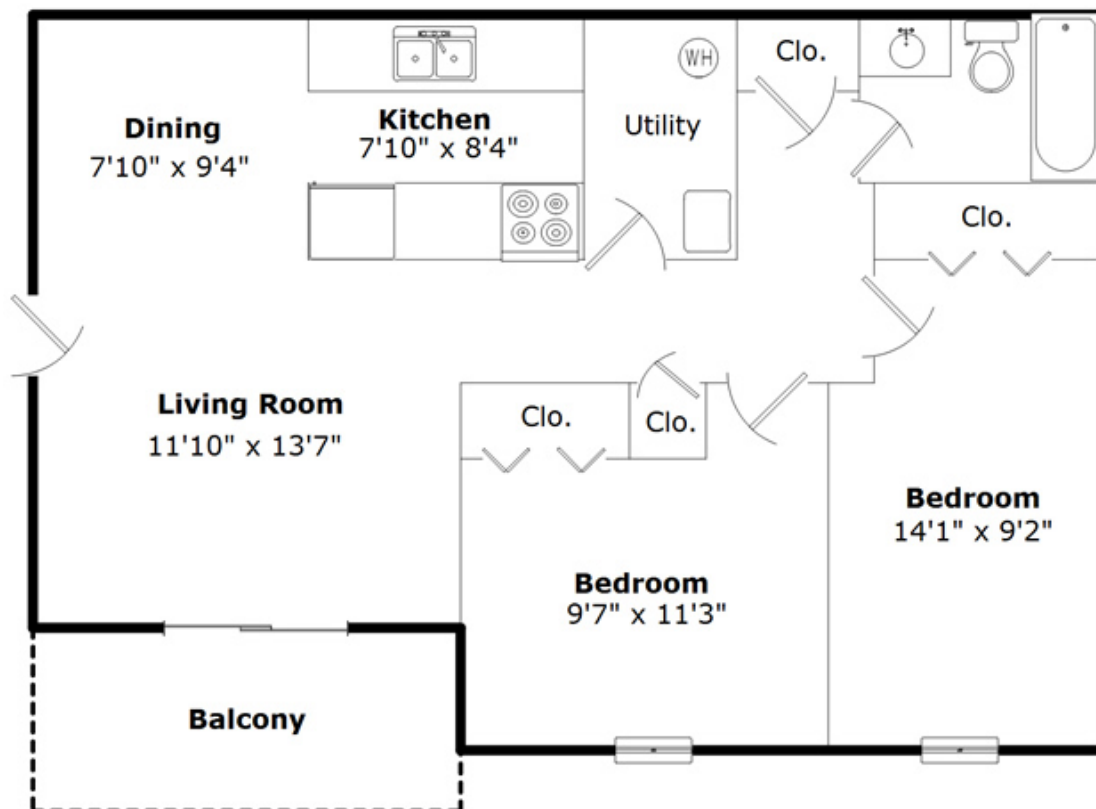 Dining
7'10" x 9'4"
Kitchen
7'10" x 8'4"
WH
Utility
Clo.
Clo.
Living Room
11'10" x 13'7"
Clo.
Clo.
Bedroom
9'7" x 11'3"
Bedroom
14'1" x 9'2"
Balcony